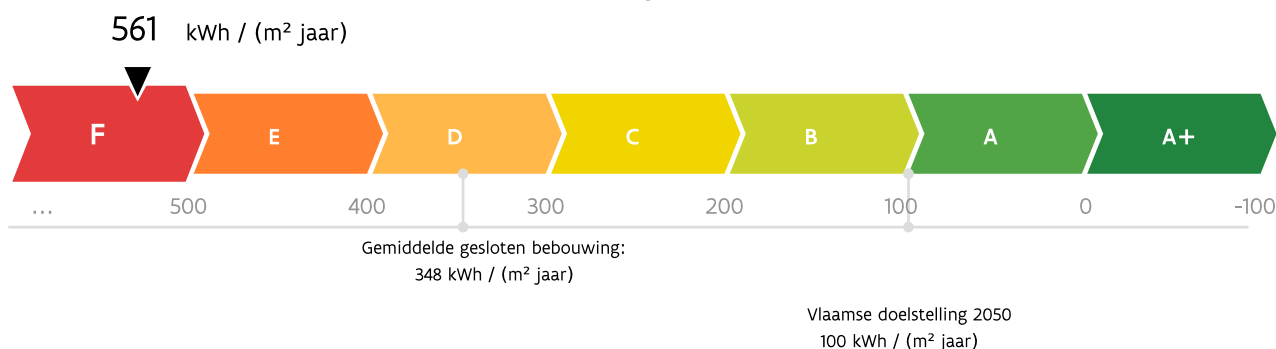 561 kWh / (m² jaar)
F E D C B A A+
... 500 400 300 200 100 0 -100
Gemiddelde gesloten bebouwing:
348 kWh / (m² jaar)
Vlaamse doelstelling 2050
100 kWh / (m² jaar)